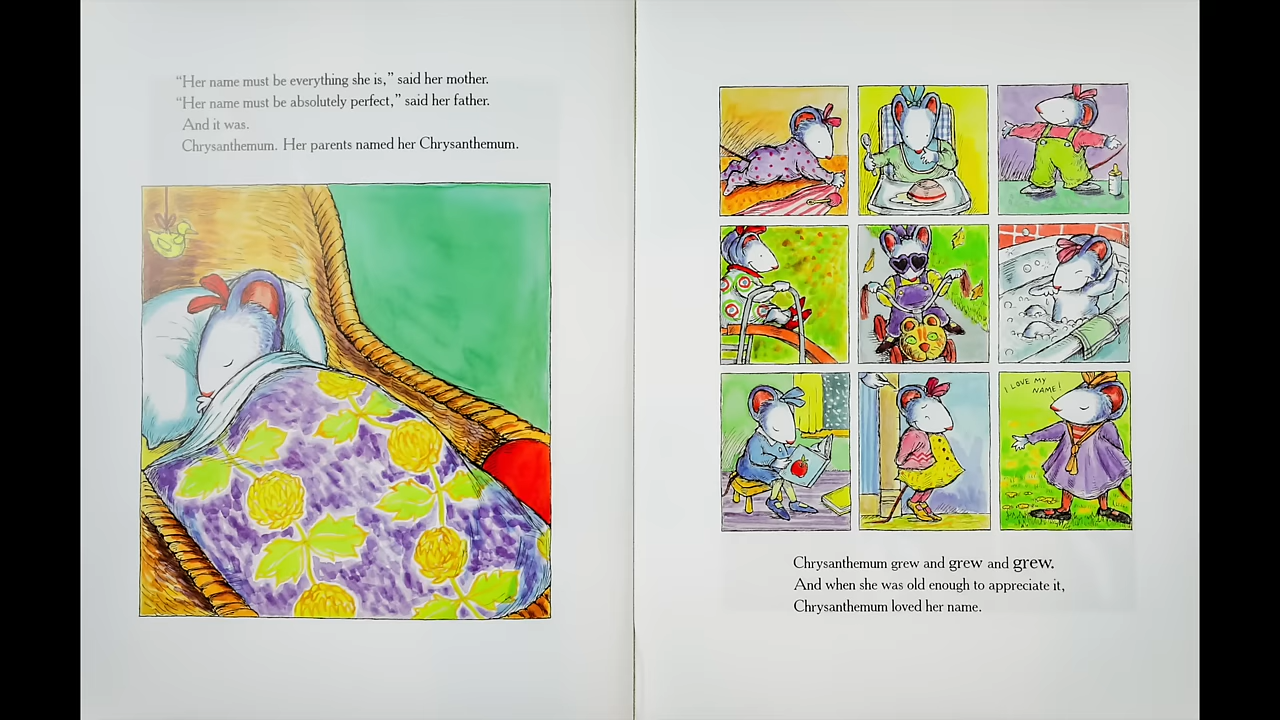 “Her name must be everything she is,” said her mother.
“Her name must be absolutely perfect,” said her father.
And it was.
Chrysanthemum. Her parents named her Chrysanthemum.
I LOVE MY
NAME!
Chrysanthemum grew and grew and grew.
And when she was old enough to appreciate it,
Chrysanthemum loved her name.